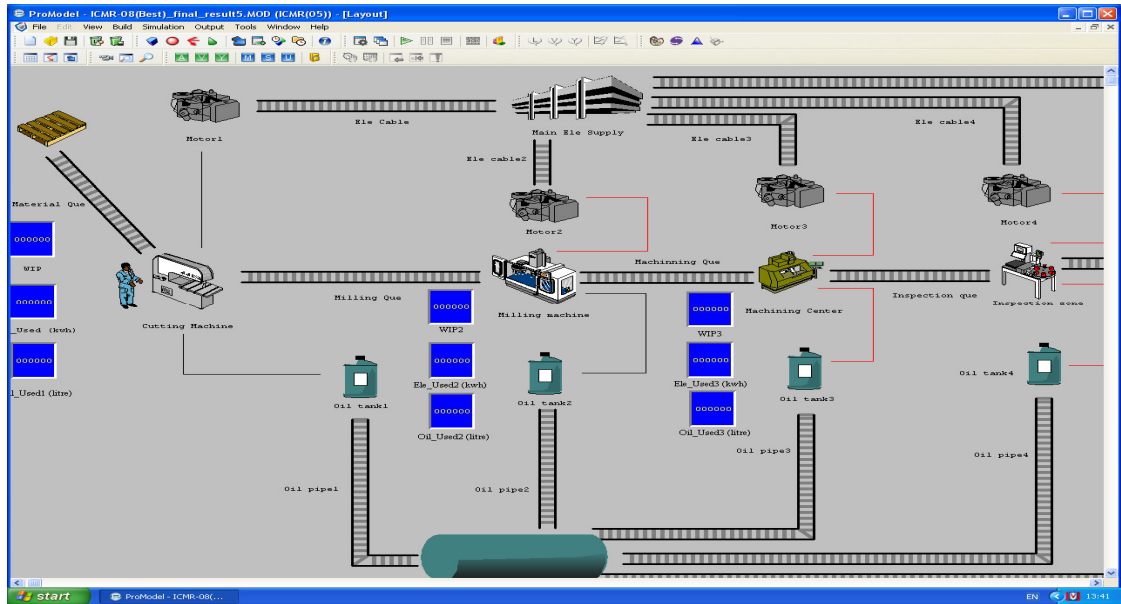 ProModel - ICMR-08(Best)_final_result5.MOD (ICMR(05)) - [Layout]
File Edit View Build Simulation Output Tools Window Help
Ele Cable
Main Ele Supply
Ele cable3
Ele cable4
Motor1
Ele cable2
Material Que
Motor2
Motor3
Motor4
000000
WIP
Machinning Que
Milling Que
Inspection que
Inspection zone
000000
_Used (kwh)
Cutting Machine
000000
WIP2
Milling machine
000000
WIP3
Machining Center
000000
l_Used1 (litre)
000000
Ele_Used2 (kwh)
000000
Ele_Used3 (kwh)
Oil tank4
Oil tank1
000000
Oil_Used2 (litre)
Oil tank2
000000
Oil_Used3 (litre)
Oil tank3
Oil pipe1
Oil pipe2
Oil pipe3
Oil pipe4
start
ProModel - ICMR-08(...
EN
13:41